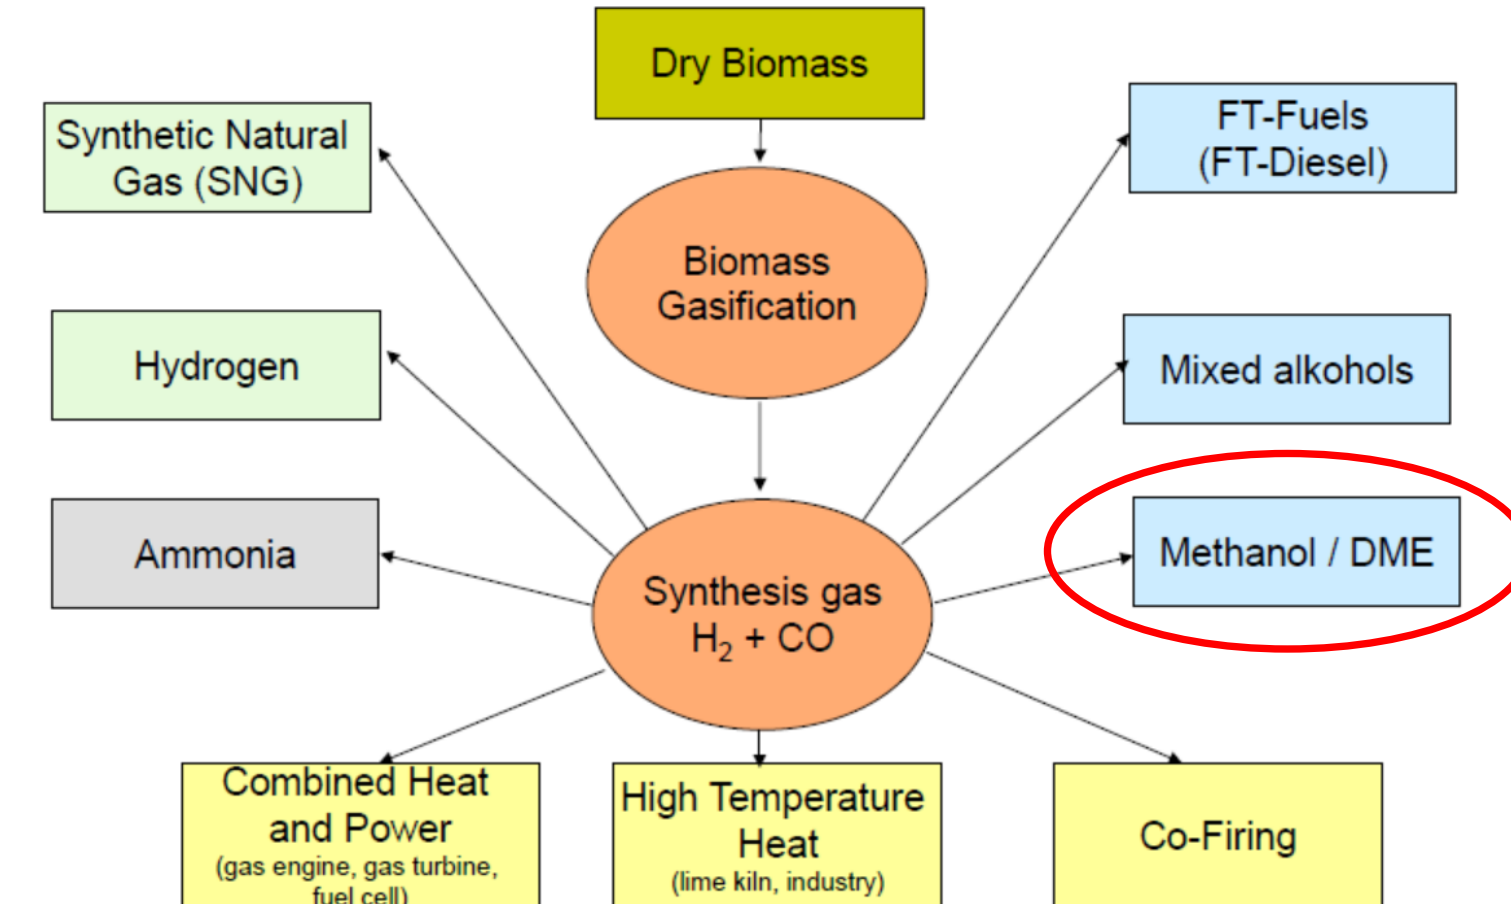 Dry Biomass
Synthetic Natural
Gas (SNG)
FT-Fuels
(FT-Diesel)
Biomass
Gasification
Hydrogen
Mixed alkohols
Ammonia
Methanol / DME
Synthesis gas
H₂ + CO
Combined Heat
and Power
(gas engine, gas turbine,
fuel cell)
High Temperature
Heat
(lime kiln, industry)
Co-Firing